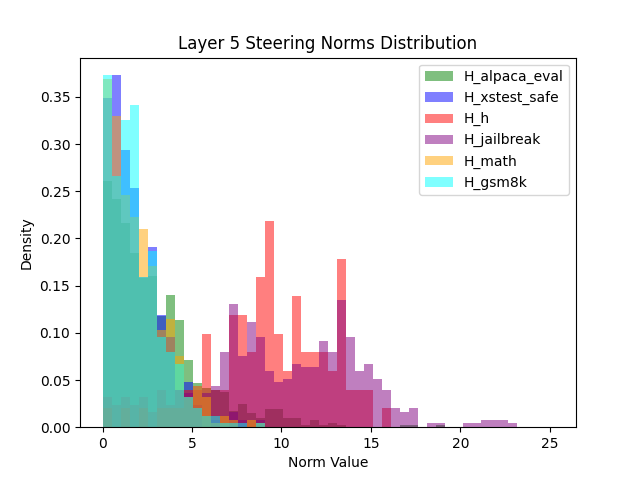 Layer 5 Steering Norms Distribution
H_alpaca_eval
H_xstest_safe
H_h
H_jailbreak
H_math
H_gsm8k
Density
0.35
0.30
0.25
0.20
0.15
0.10
0.05
0.00
0 5 10 15 20 25
Norm Value